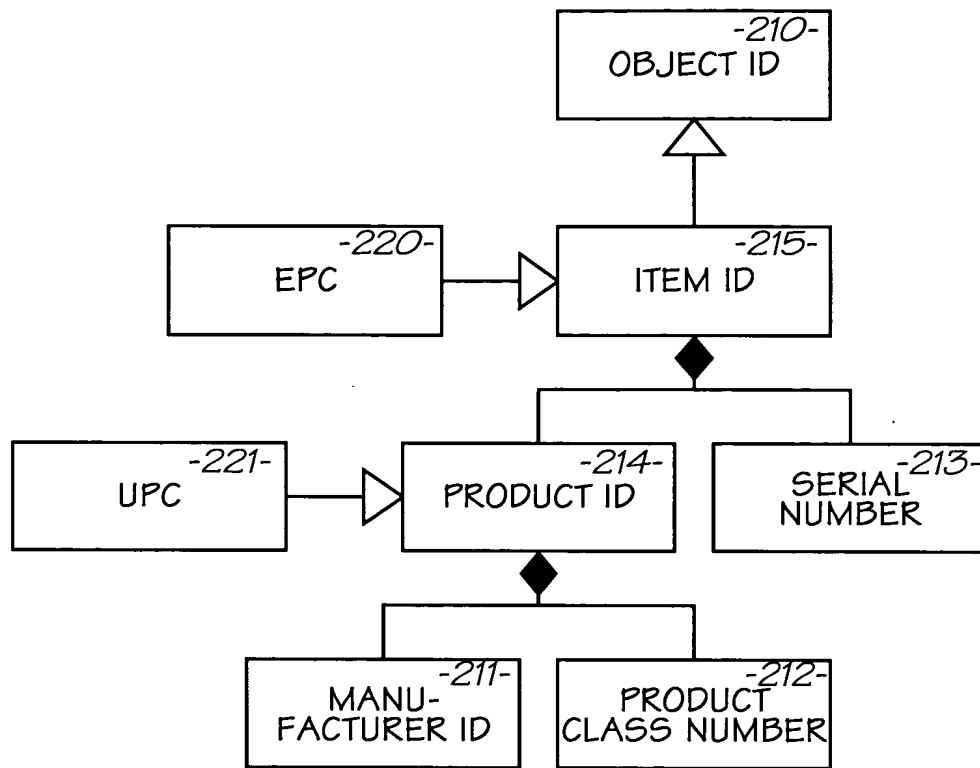 -210-
OBJECT ID
-220-
EPC
-215-
ITEM ID
-221-
UPC
-214-
PRODUCT ID
-213-
SERIAL
NUMBER
-211-
MANU-
FACTURER ID
-212-
PRODUCT
CLASS NUMBER